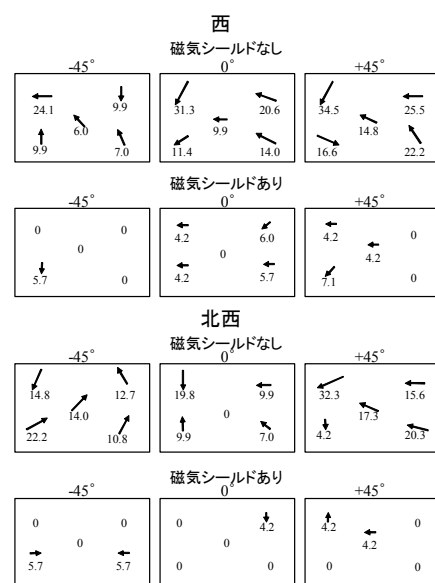 西
磁気シールドなし
-45° 0° +45°
24.1 9.9 31.3 20.6 34.5 25.5
6.0 9.9 14.8
9.9 7.0 11.4 14.0 16.6 22.2
磁気シールドあり
-45° 0° +45°
0 0 4.2 6.0 4.2 0
0 0 4.2
5.7 0 4.2 5.7 7.1 0
北西
磁気シールドなし
-45° 0° +45°
14.8 12.7 19.8 9.9 32.3 15.6
14.0 0 17.3
22.2 10.8 9.9 7.0 4.2 20.3
磁気シールドあり
-45° 0° +45°
0 0 0 4.2 4.2 0
0 0 4.2
5.7 5.7 0 0 0 0